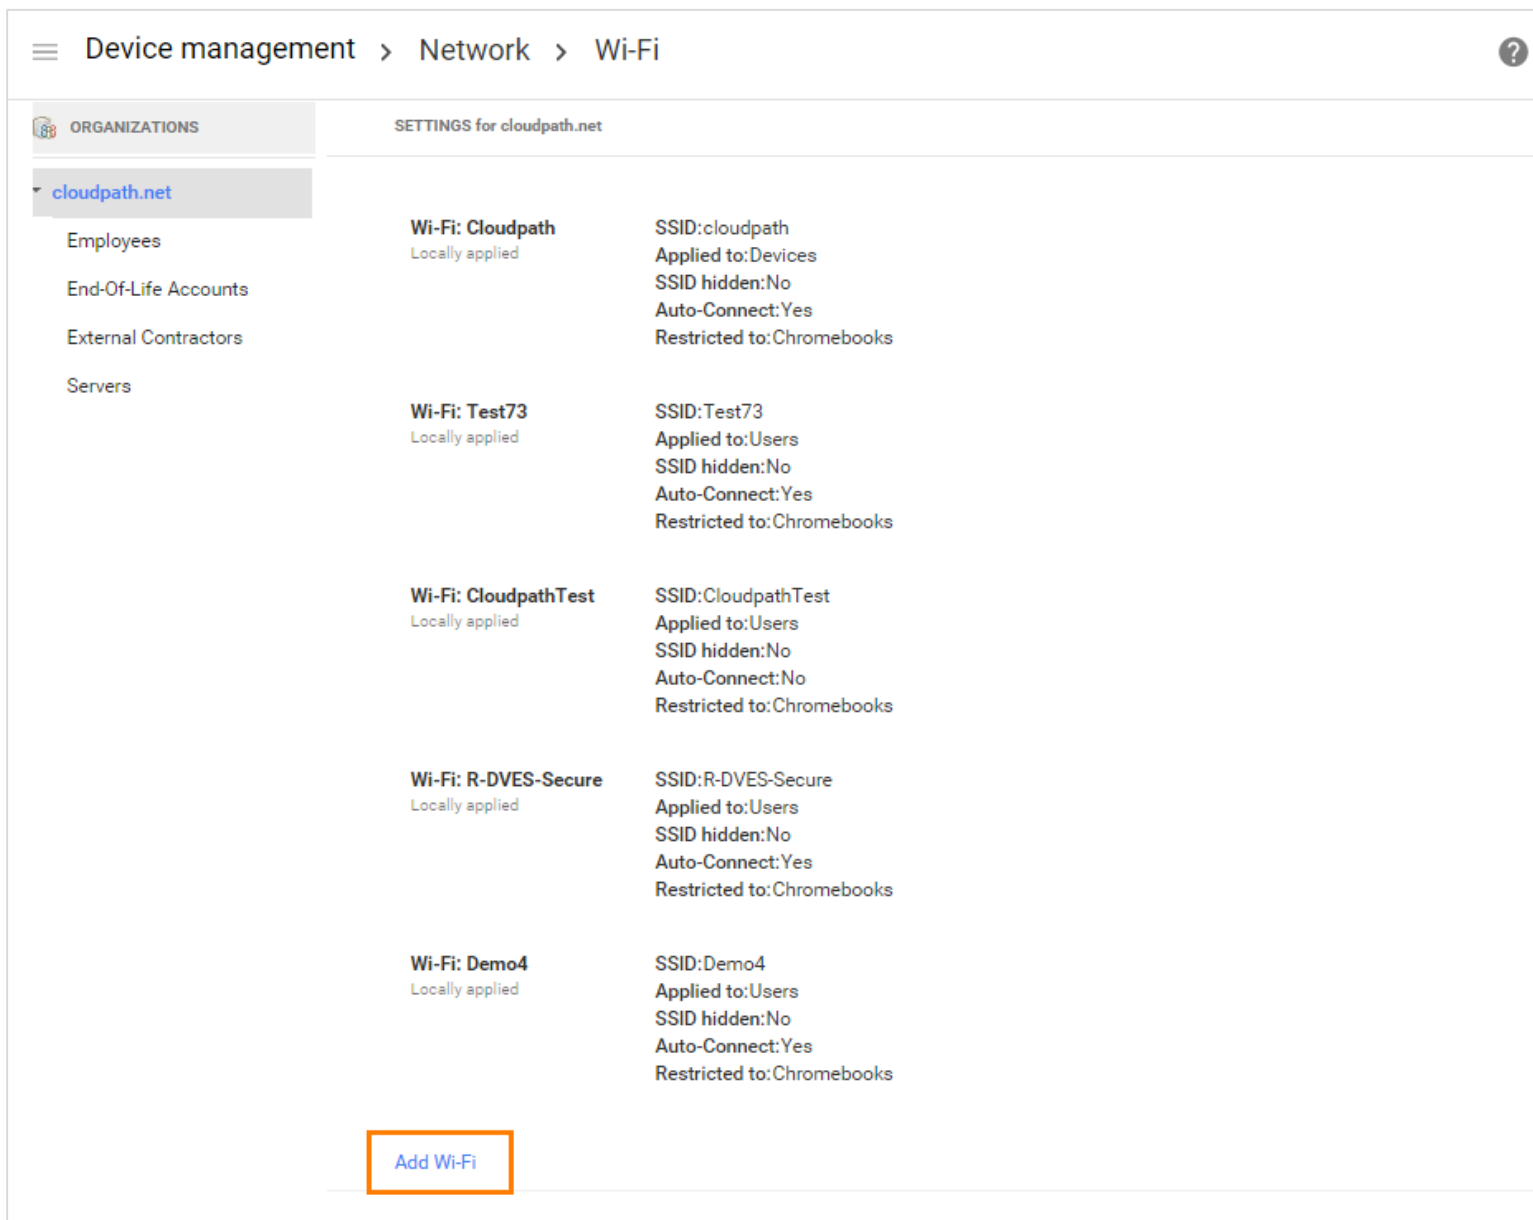 Device management > Network > Wi-Fi
ORGANIZATIONS
cloudpath.net
Employees
End-Of-Life Accounts
External Contractors
Servers
SETTINGS for cloudpath.net
Wi-Fi: Cloudpath
Locally applied
SSID:cloudpath
Applied to:Devices
SSID hidden:No
Auto-Connect:Yes
Restricted to:Chromebooks
Wi-Fi: Test73
Locally applied
SSID:Test73
Applied to:Users
SSID hidden:No
Auto-Connect:Yes
Restricted to:Chromebooks
Wi-Fi: CloudpathTest
Locally applied
SSID:CloudpathTest
Applied to:Users
SSID hidden:No
Auto-Connect:No
Restricted to:Chromebooks
Wi-Fi: R-DVES-Secure
Locally applied
SSID:R-DVES-Secure
Applied to:Users
SSID hidden:No
Auto-Connect:Yes
Restricted to:Chromebooks
Wi-Fi: Demo4
Locally applied
SSID:Demo4
Applied to:Users
SSID hidden:No
Auto-Connect:Yes
Restricted to:Chromebooks
Add Wi-Fi